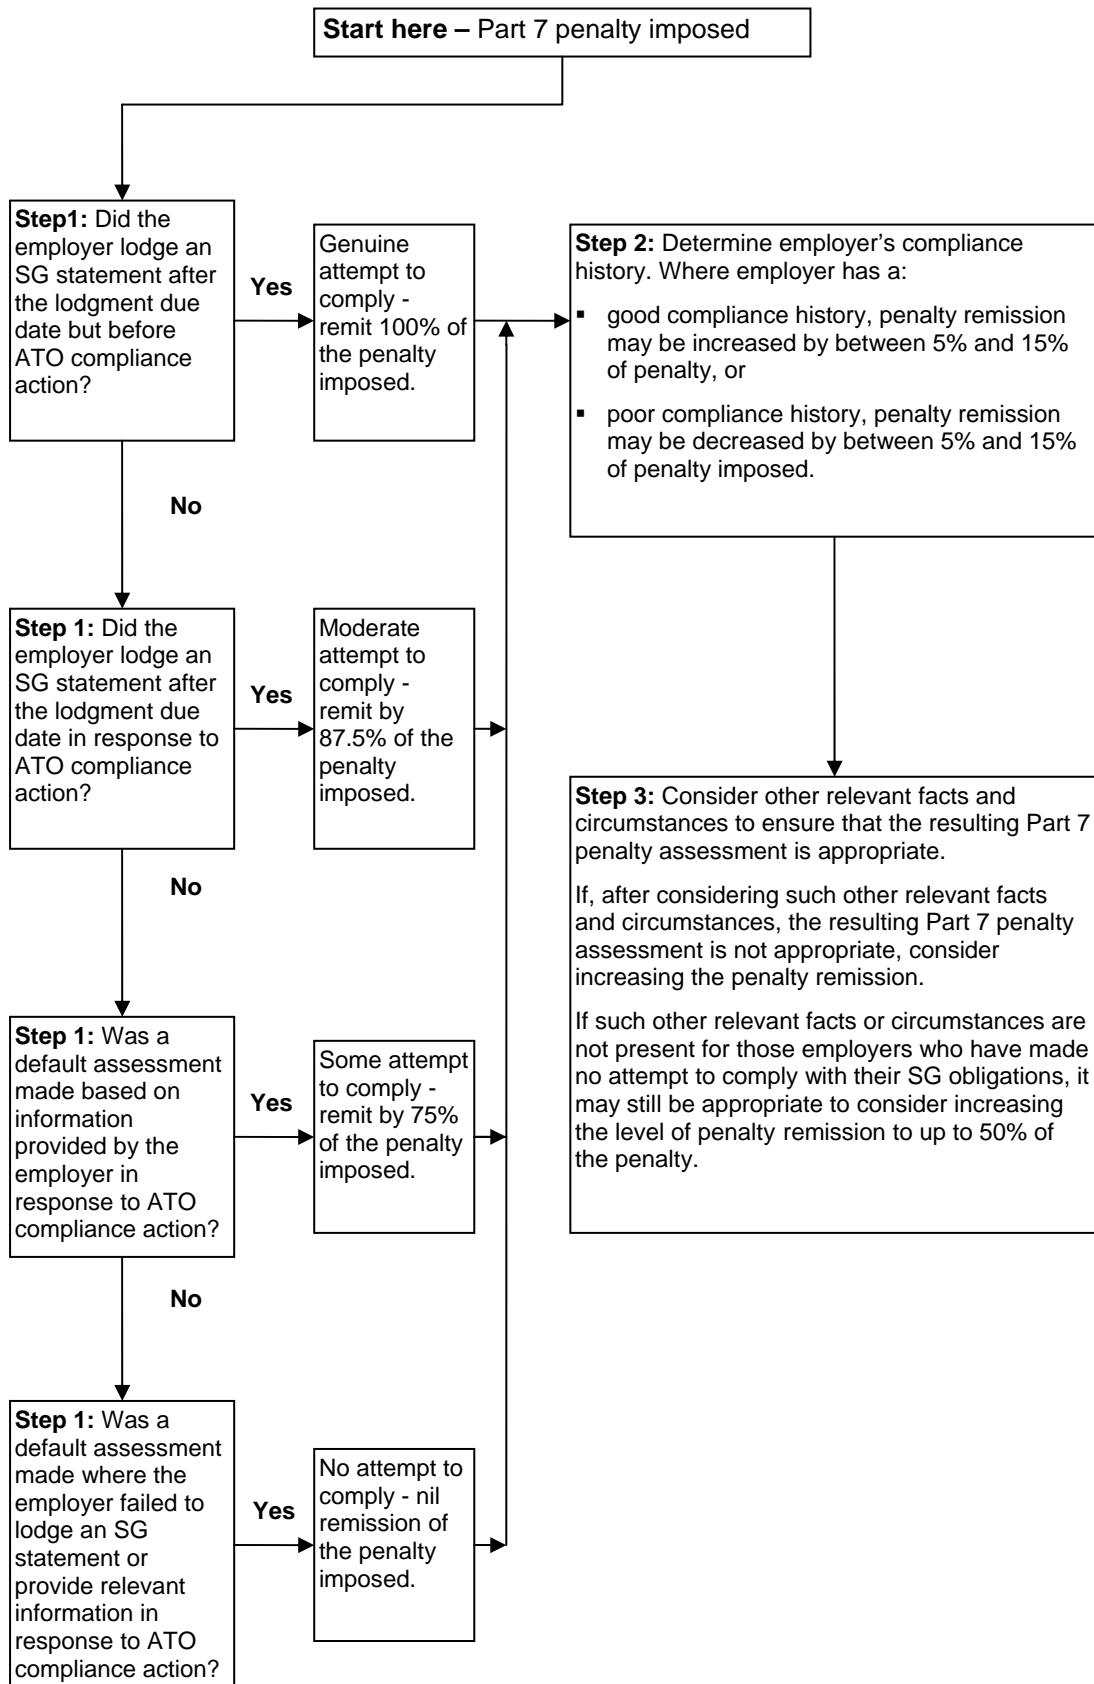 Start here – Part 7 penalty imposed
Step1: Did the
employer lodge an
SG statement after
the lodgment due
date but before
ATO compliance
action?
Yes
Genuine
attempt to
comply -
remit 100% of
the penalty
imposed.
Step 2: Determine employer’s compliance
history. Where employer has a:
▪ good compliance history, penalty remission
may be increased by between 5% and 15%
of penalty, or
▪ poor compliance history, penalty remission
may be decreased by between 5% and 15%
of penalty imposed.
No
Step 1: Did the
employer lodge an
SG statement after
the lodgment due
date in response to
ATO compliance
action?
Yes
Moderate
attempt to
comply -
remit by
87.5% of the
penalty
imposed.
Step 3: Consider other relevant facts and
circumstances to ensure that the resulting Part 7
penalty assessment is appropriate.
If, after considering such other relevant facts
and circumstances, the resulting Part 7 penalty
assessment is not appropriate, consider
increasing the penalty remission.
If such other relevant facts or circumstances are
not present for those employers who have made
no attempt to comply with their SG obligations, it
may still be appropriate to consider increasing
the level of penalty remission to up to 50% of
the penalty.
No
Step 1: Was a
default assessment
made based on
information
provided by the
employer in
response to ATO
compliance action?
Yes
Some attempt
to comply -
remit by 75%
of the penalty
imposed.
No
Step 1: Was a
default assessment
made where the
employer failed to
lodge an SG
statement or
provide relevant
information in
response to ATO
compliance action?
Yes
No attempt to
comply - nil
remission of
the penalty
imposed.